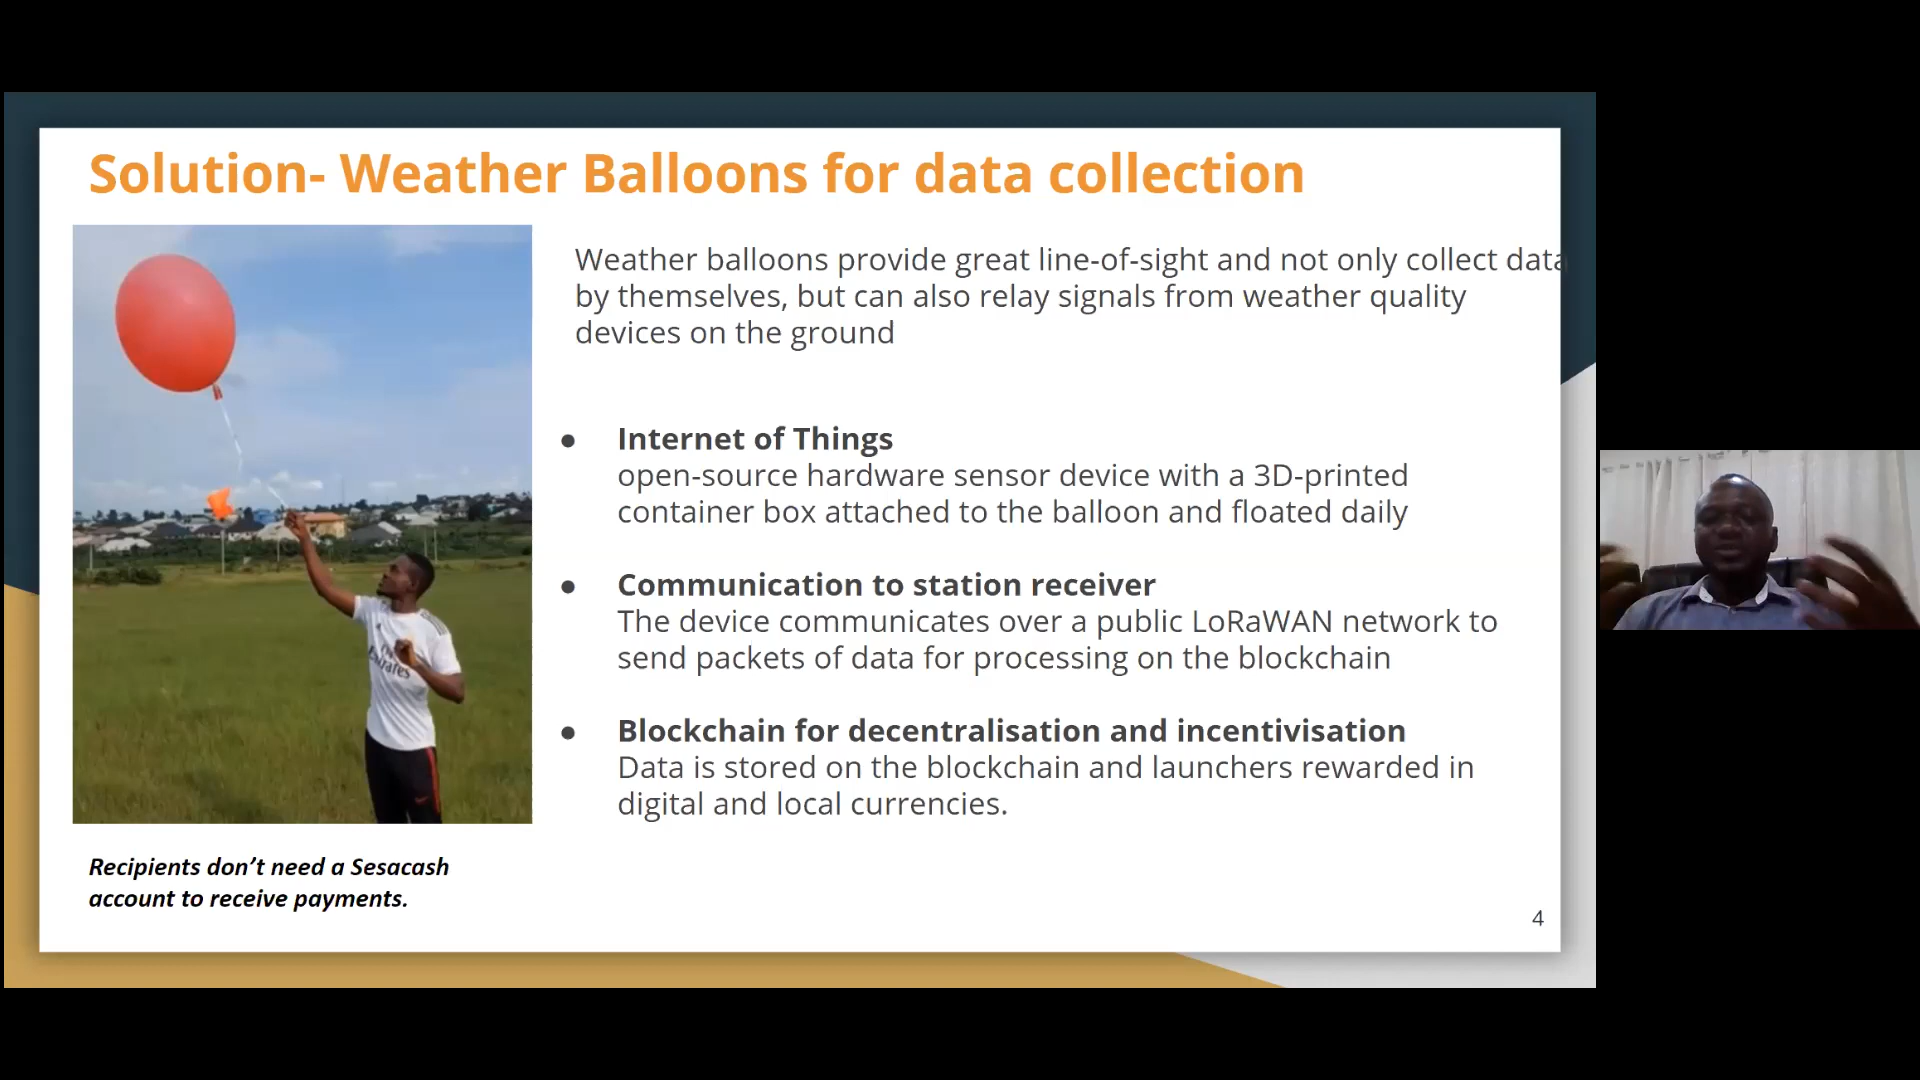 Solution- Weather Balloons for data collection
Weather balloons provide great line-of-sight and not only collect data
by themselves, but can also relay signals from weather quality
devices on the ground
● Internet of Things
open-source hardware sensor device with a 3D-printed
container box attached to the balloon and floated daily
● Communication to station receiver
The device communicates over a public LoRaWAN network to
send packets of data for processing on the blockchain
● Blockchain for decentralisation and incentivisation
Data is stored on the blockchain and launchers rewarded in
digital and local currencies.
Fly
Emirates
Recipients don't need a Sesacash
account to receive payments.
4